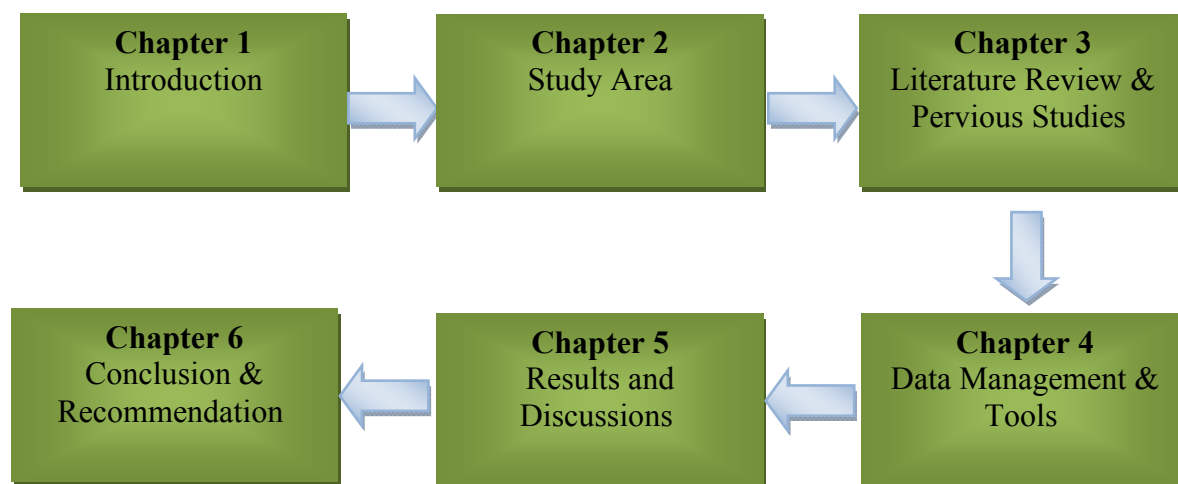 Chapter 1
Introduction
Chapter 2
Study Area
Chapter 3
Literature Review &
Pervious Studies
Chapter 4
Data Management &
Tools
Chapter 5
Results and
Discussions
Chapter 6
Conclusion &
Recommendation